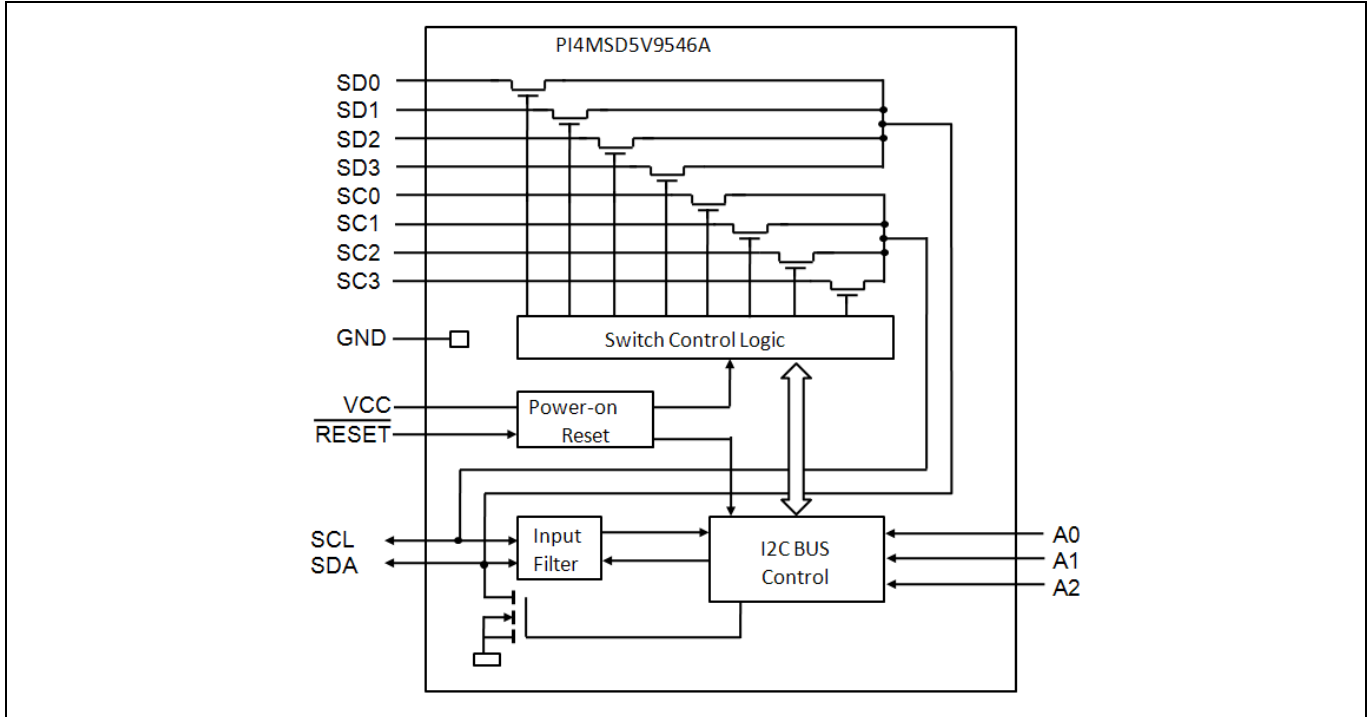 PI4MSD5V9546A
SD0
SD1
SD2
SD3
SC0
SC1
SC2
SC3
GND
Switch Control Logic
VCC
RESET
Power-on
Reset
SCL
SDA
Input
Filter
I2C BUS
Control
A0
A1
A2